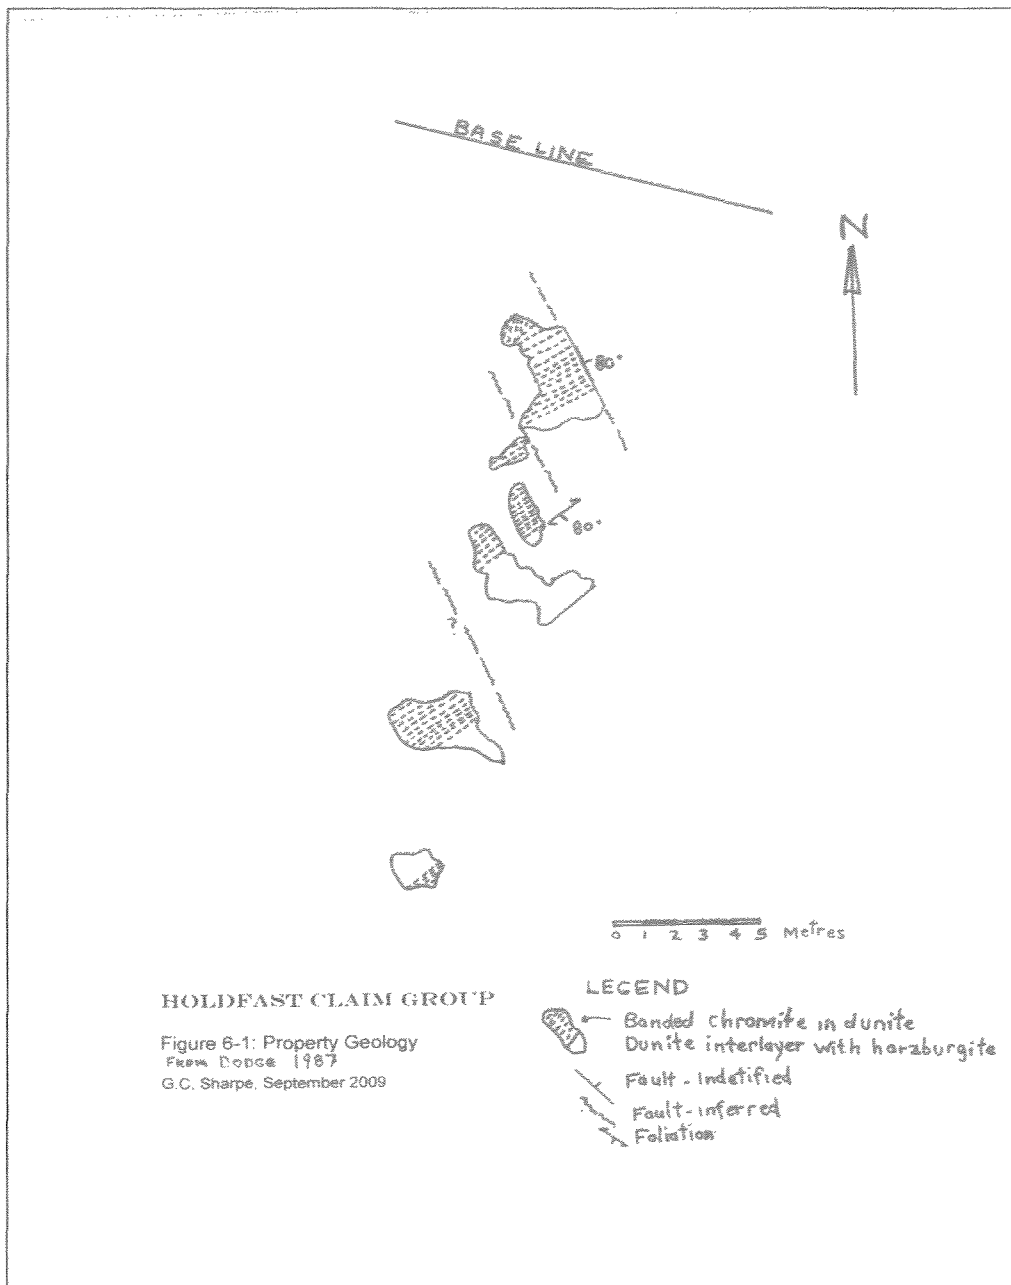 BASE LINE
N
80°
80°
?
0 1 2 3 4 5 Metres
HOLDFAST CLAIM GROUP
Figure 6-1: Property Geology
From Dodge 1987
G.C. Sharpe, September 2009
LEGEND
Banded chromite in dunite
Dunite interlayer with harzburgite
Fault - Indetified
Fault-inferred
Foliation